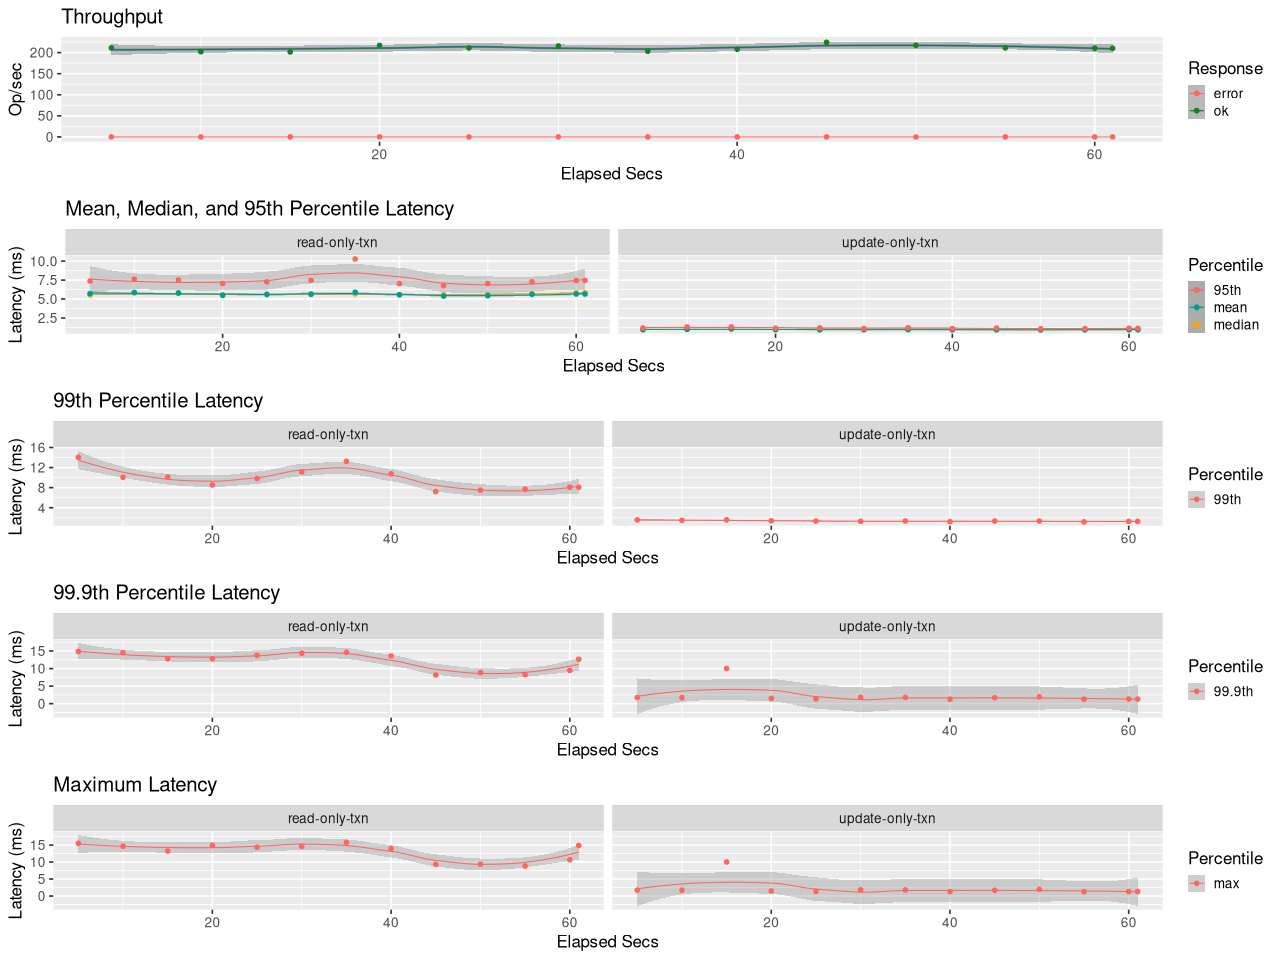 Throughput
200
150
100
50
0
Op/sec
20 40 60
Elapsed Secs
Response
error
ok
Mean, Median, and 95th Percentile Latency
read-only-txn update-only-txn
10.0
7.5
5.0
2.5
Latency (ms)
20 40 60 20 40 60
Elapsed Secs
Percentile
95th
mean
median
99th Percentile Latency
read-only-txn update-only-txn
16
12
8
4
Latency (ms)
20 40 60 20 40 60
Elapsed Secs
Percentile
99th
99.9th Percentile Latency
read-only-txn update-only-txn
15
10
5
0
Latency (ms)
20 40 60 20 40 60
Elapsed Secs
Percentile
99.9th
Maximum Latency
read-only-txn update-only-txn
15
10
5
0
Latency (ms)
20 40 60 20 40 60
Elapsed Secs
Percentile
max